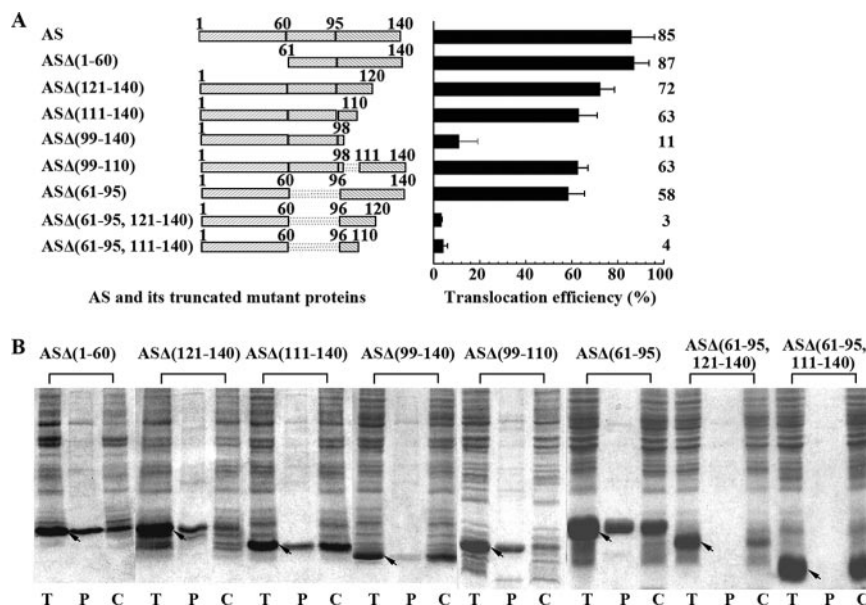 A
AS 1 60 95 140 85
ASΔ(1-60) 61 140 87
ASΔ(121-140) 1 120 72
ASΔ(111-140) 1 110 63
ASΔ(99-140) 1 98 11
ASΔ(99-110) 1 98 111 140 63
ASΔ(61-95) 1 60 96 140 58
ASΔ(61-95, 121-140) 1 60 96 120 3
ASΔ(61-95, 111-140) 1 60 96 110 4
0 20 40 60 80 100
AS and its truncated mutant proteins Translocation efficiency (%)
B
ASΔ(1-60) ASΔ(121-140) ASΔ(111-140) ASΔ(99-140) ASΔ(99-110) ASΔ(61-95) ASΔ(61-95, 121-140) ASΔ(61-95, 111-140)
T P C T P C T P C T P C T P C T P C T P C T P C